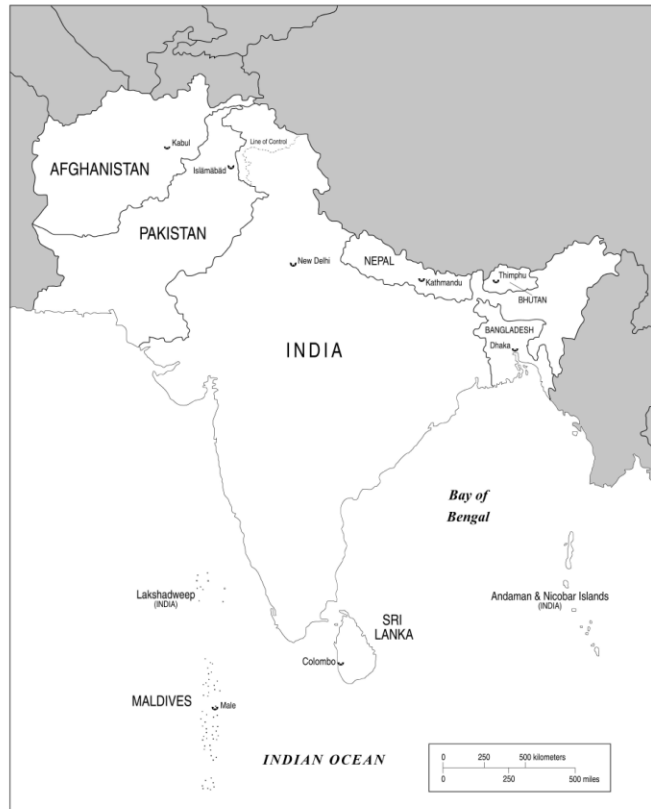 Kabul
Line of Control
AFGHANISTAN
Islāmābād
PAKISTAN
New Delhi
NEPAL
Kathmandu
Thimphu
BHUTAN
BANGLADESH
Dhaka
INDIA
Bay of
Bengal
Lakshadweep
(INDIA)
Andaman & Nicobar Islands
(INDIA)
SRI
LANKA
Colombo
MALDIVES
Male
INDIAN OCEAN
0 250 500 kilometers
0 250 500 miles